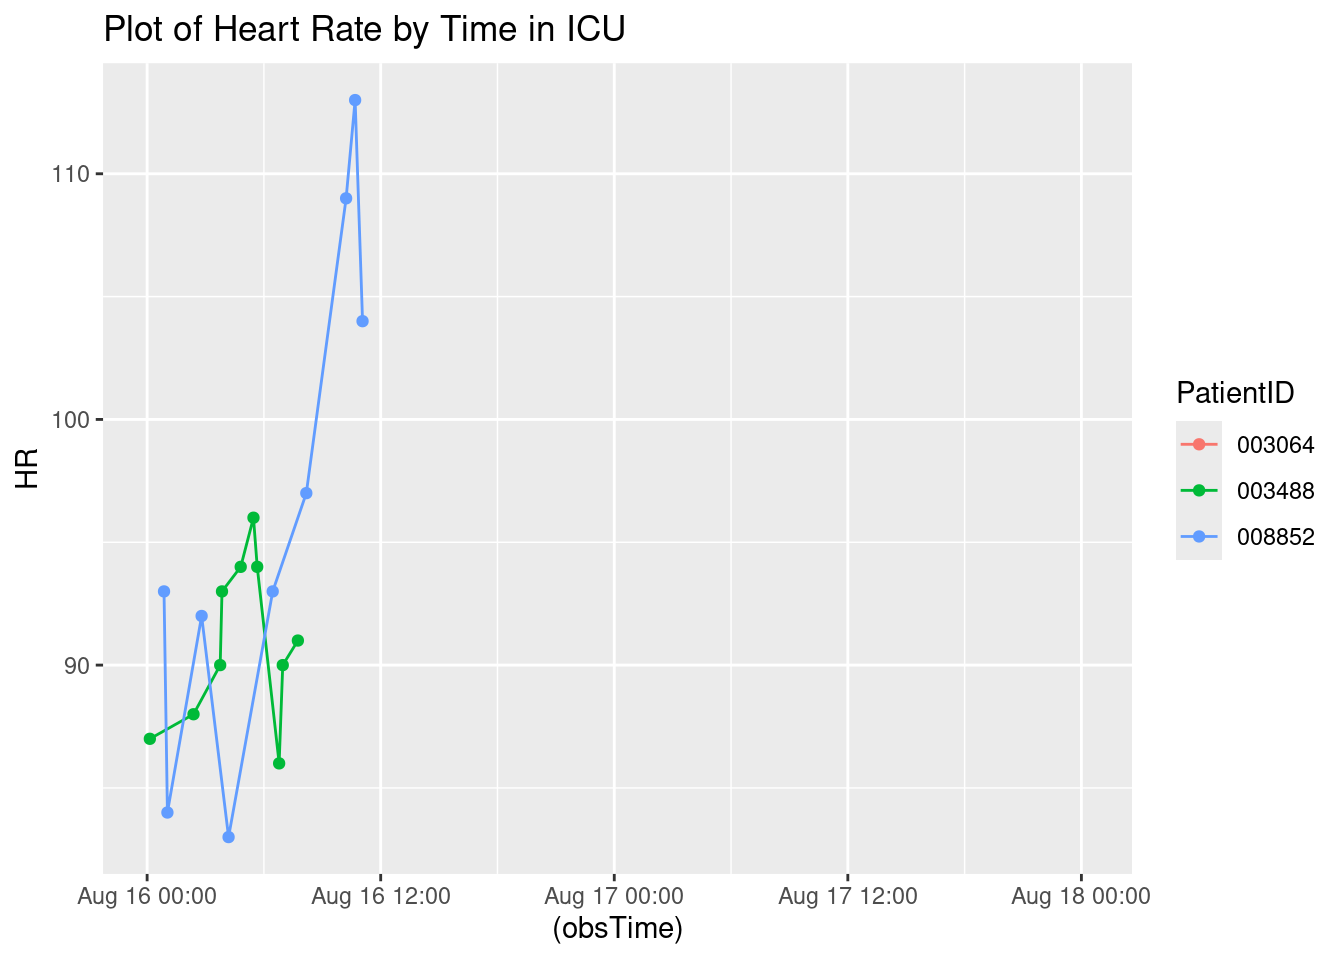 Plot of Heart Rate by Time in ICU
110
100
90
HR
Aug 16 00:00
Aug 16 12:00
Aug 17 00:00
Aug 17 12:00
Aug 18 00:00
(obsTime)
PatientID
003064
003488
008852